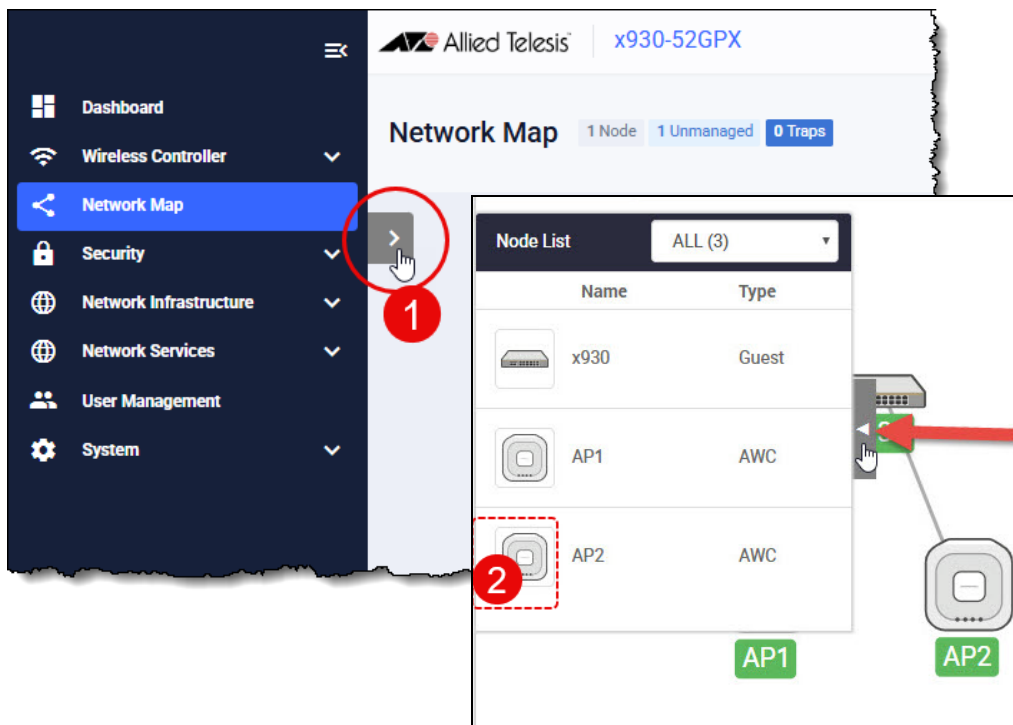 Allied Telesis x930-52GPX
Dashboard
Wireless Controller
Network Map
Security
Network Infrastructure
Network Services
User Management
System
Network Map 1 Node 1 Unmanaged 0 Traps
1
Node List ALL (3)
Name Type
x930 Guest
AP1 AWC
AP2 AWC
2
AP1 AP2